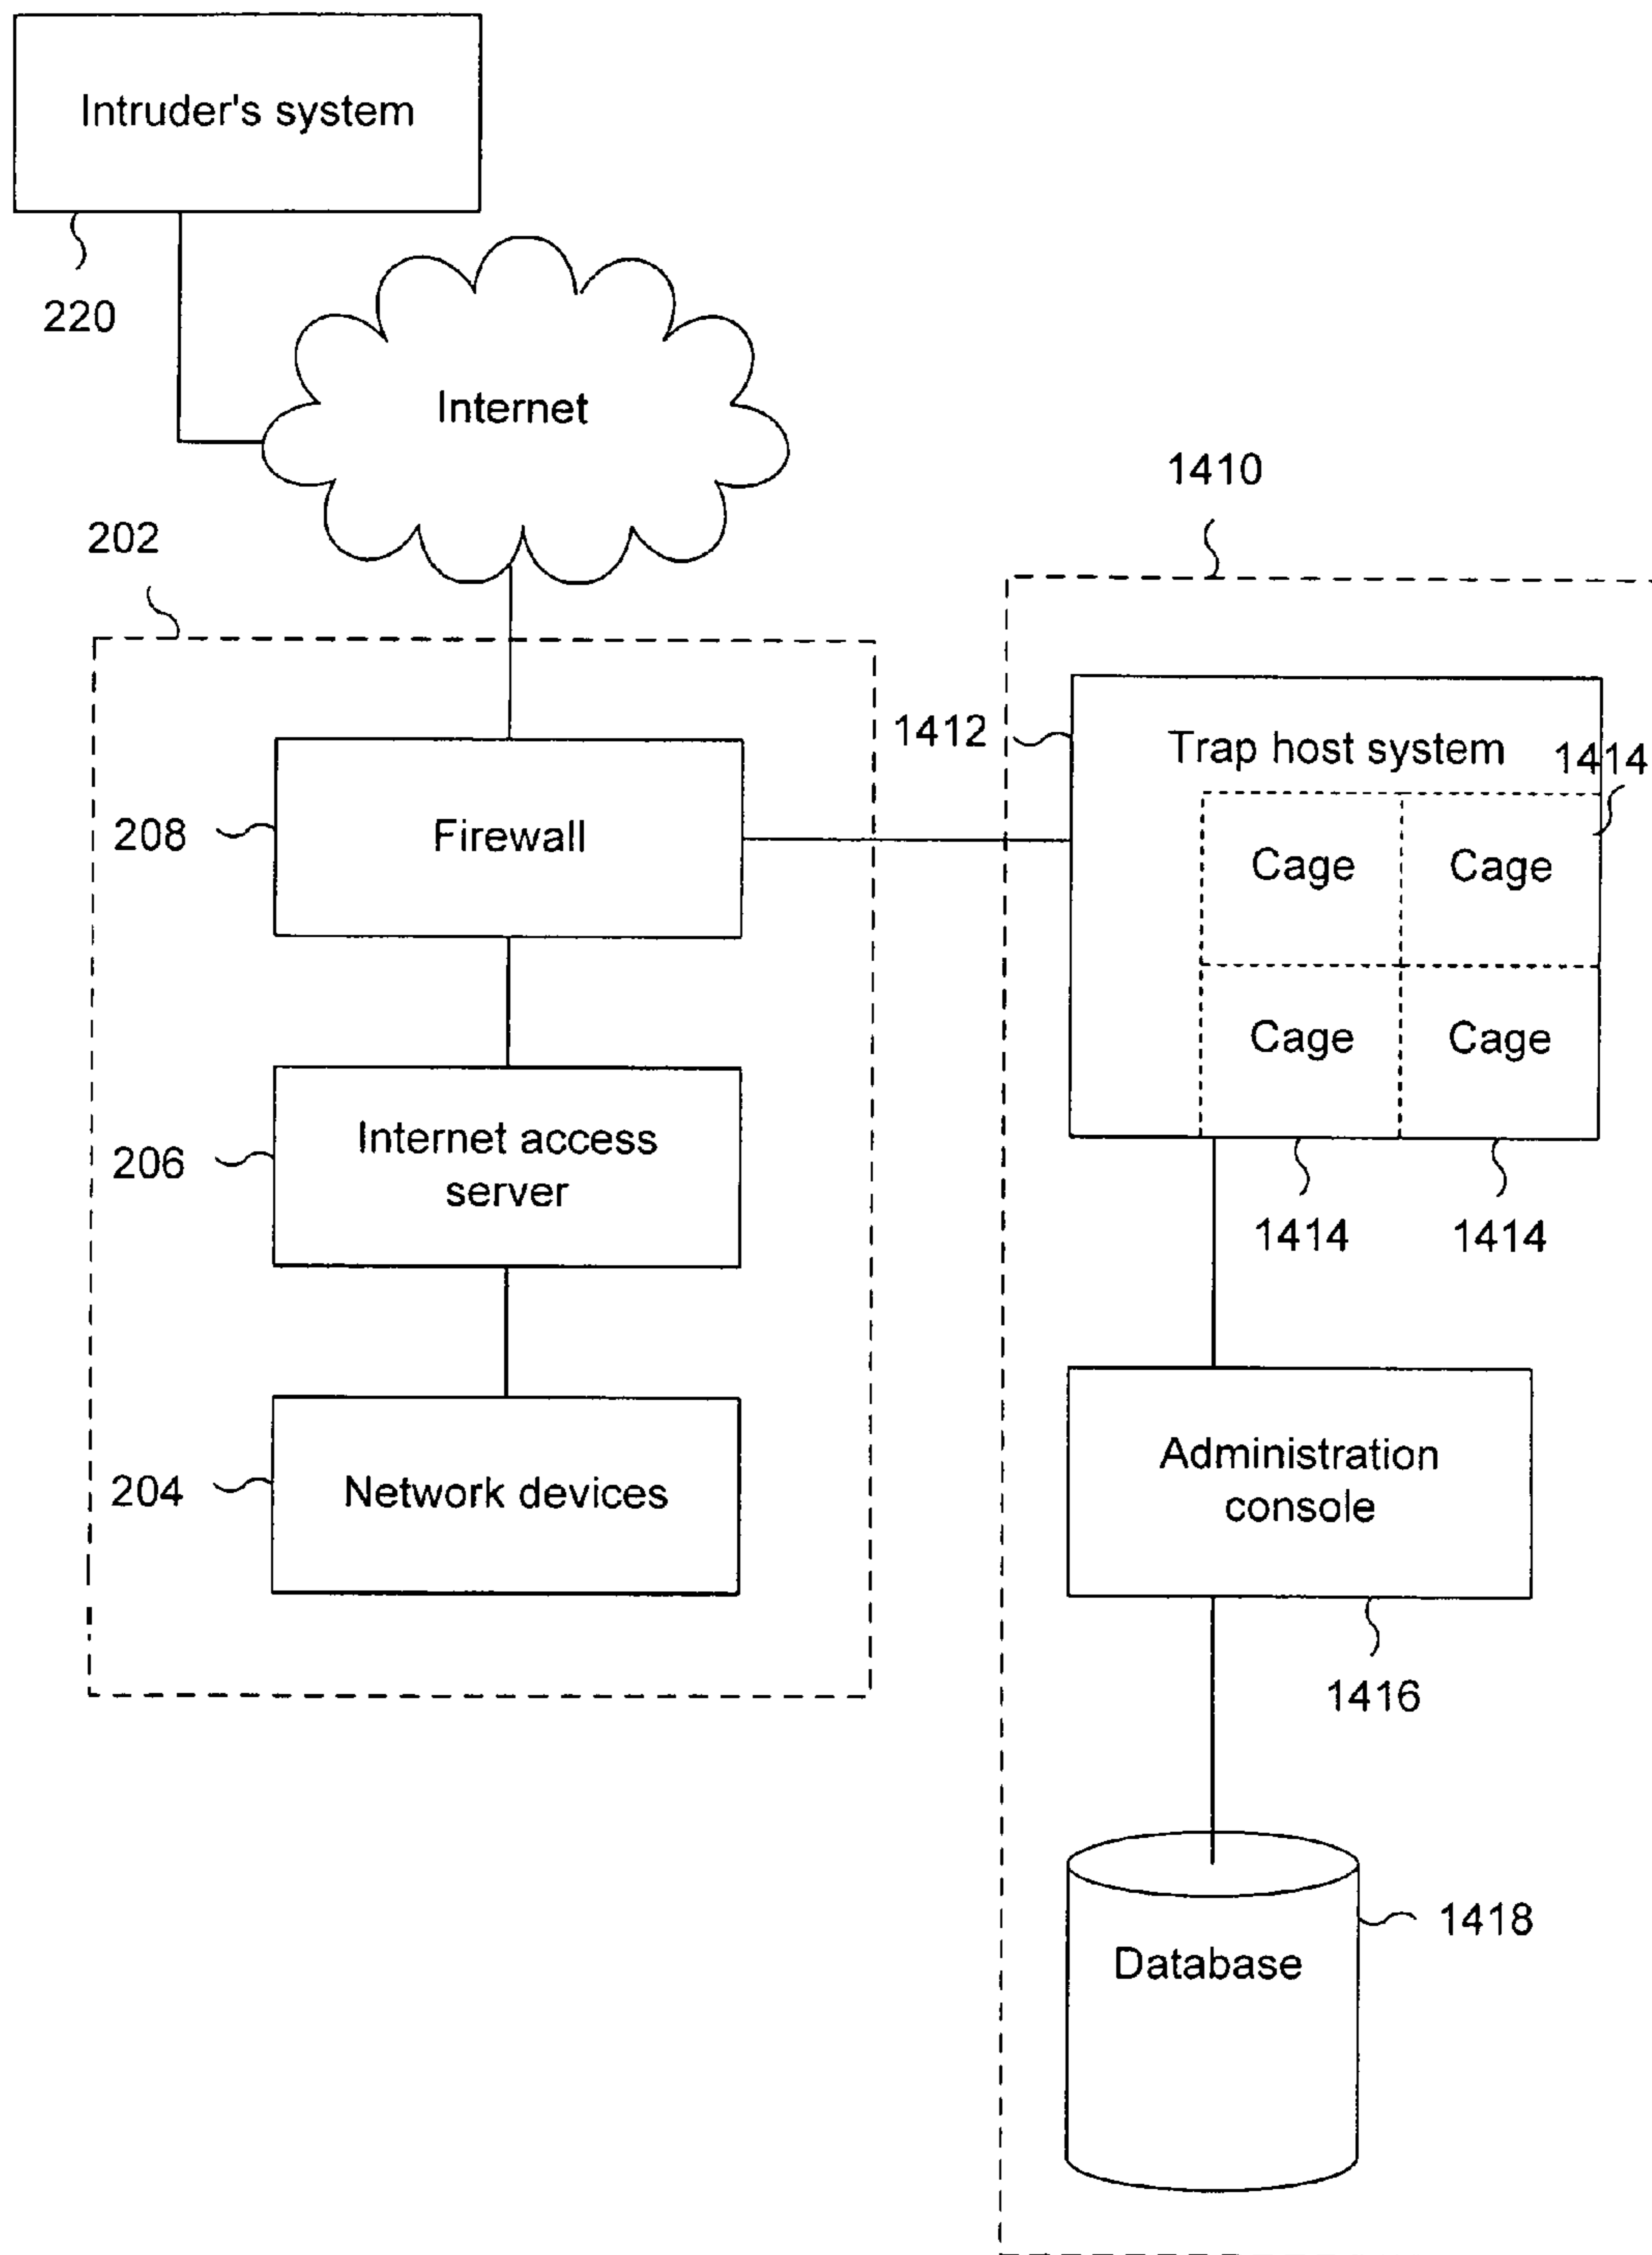 Intruder's system
220
Internet
1410
202
1412
Trap host system
1414
208
Firewall
Cage
Cage
Cage
Cage
206
Internet access
server
1414
1414
204
Network devices
Administration
console
1416
1418
Database